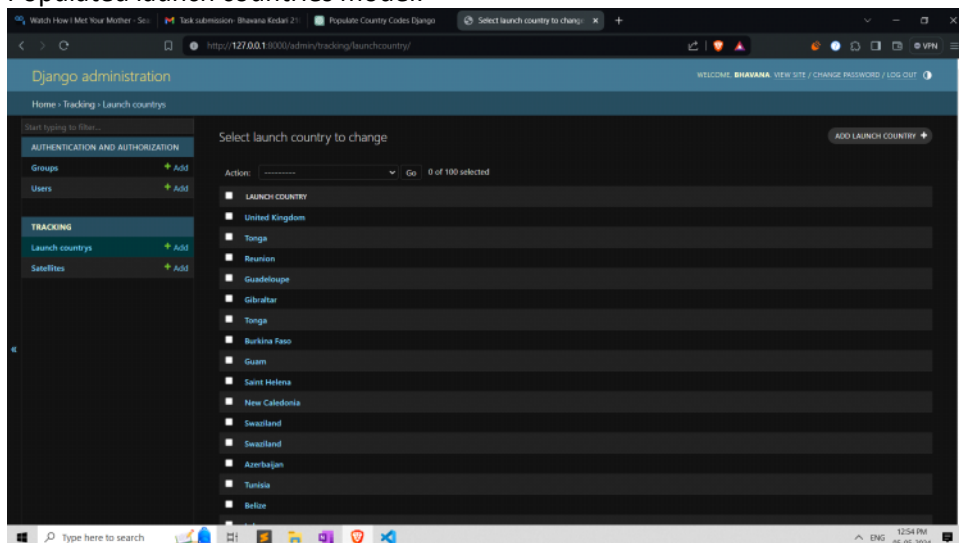 Populated launch countries model.
Watch How I Met Your Mother - Sea
Task submission- Bhavana Kedari 21
Populate Country Codes Django
Select launch country to change
http://127.0.0.1:8000/admin/tracking/launchcountry/
VPN
Django administration
WELCOME, BHAVANA. VIEW SITE / CHANGE PASSWORD / LOG OUT
Home › Tracking › Launch countrys
Start typing to filter...
AUTHENTICATION AND AUTHORIZATION
Groups + Add
Users + Add
TRACKING
Launch countrys + Add
Satellites + Add
«
Select launch country to change
ADD LAUNCH COUNTRY +
Action: --------- Go 0 of 100 selected
LAUNCH COUNTRY
United Kingdom
Tonga
Reunion
Guadeloupe
Gibraltar
Tonga
Burkina Faso
Guam
Saint Helena
New Caledonia
Swaziland
Swaziland
Azerbaijan
Tunisia
Belize
Type here to search
ENG
12:54 PM
05-05-2024